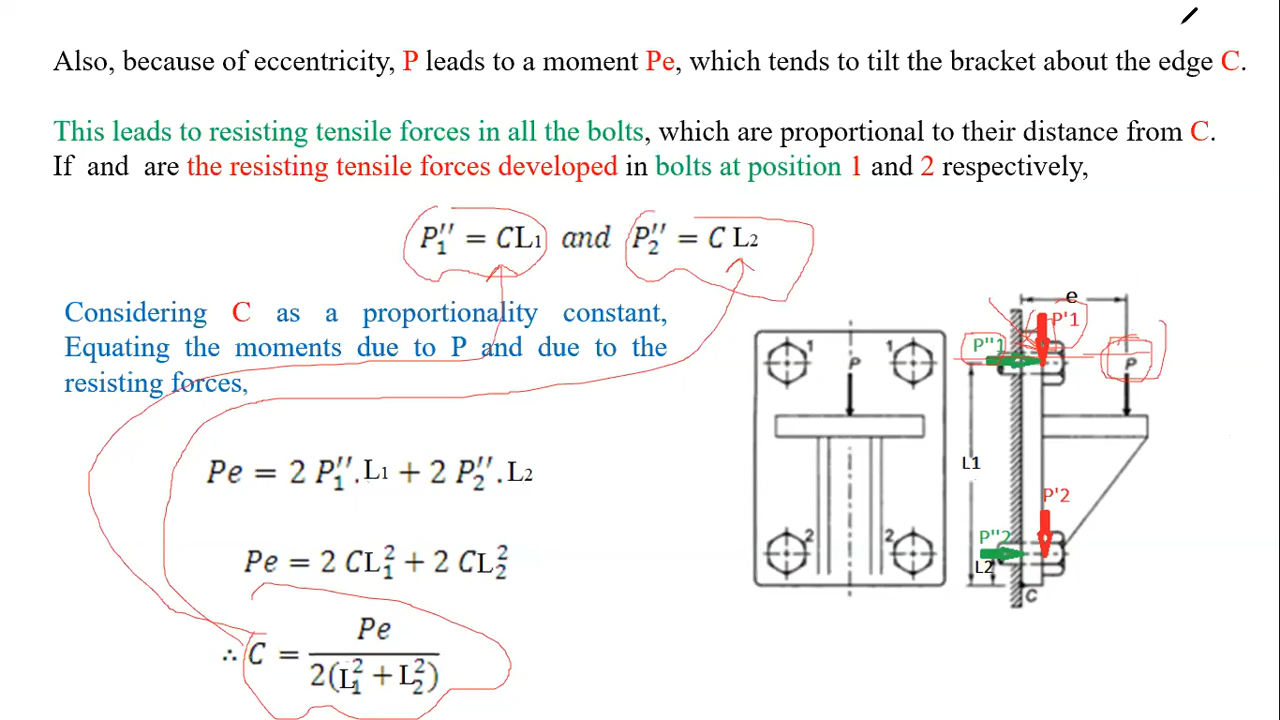 Also, because of eccentricity, P leads to a moment Pe, which tends to tilt the bracket about the edge C.
This leads to resisting tensile forces in all the bolts, which are proportional to their distance from C.
If and are the resisting tensile forces developed in bolts at position 1 and 2 respectively,
P₁'' = CL₁ and P₂'' = C L₂
Considering C as a proportionality constant,
Equating the moments due to P and due to the
resisting forces,
Pe = 2 P₁''.L₁ + 2 P₂''.L₂
Pe = 2 CL₁² + 2 CL₂²
∴ C = Pe / 2(L₁² + L₂²)
1
1
P
2
2
e
P'1
P''1
P
L1
P'2
P''2
L2
C